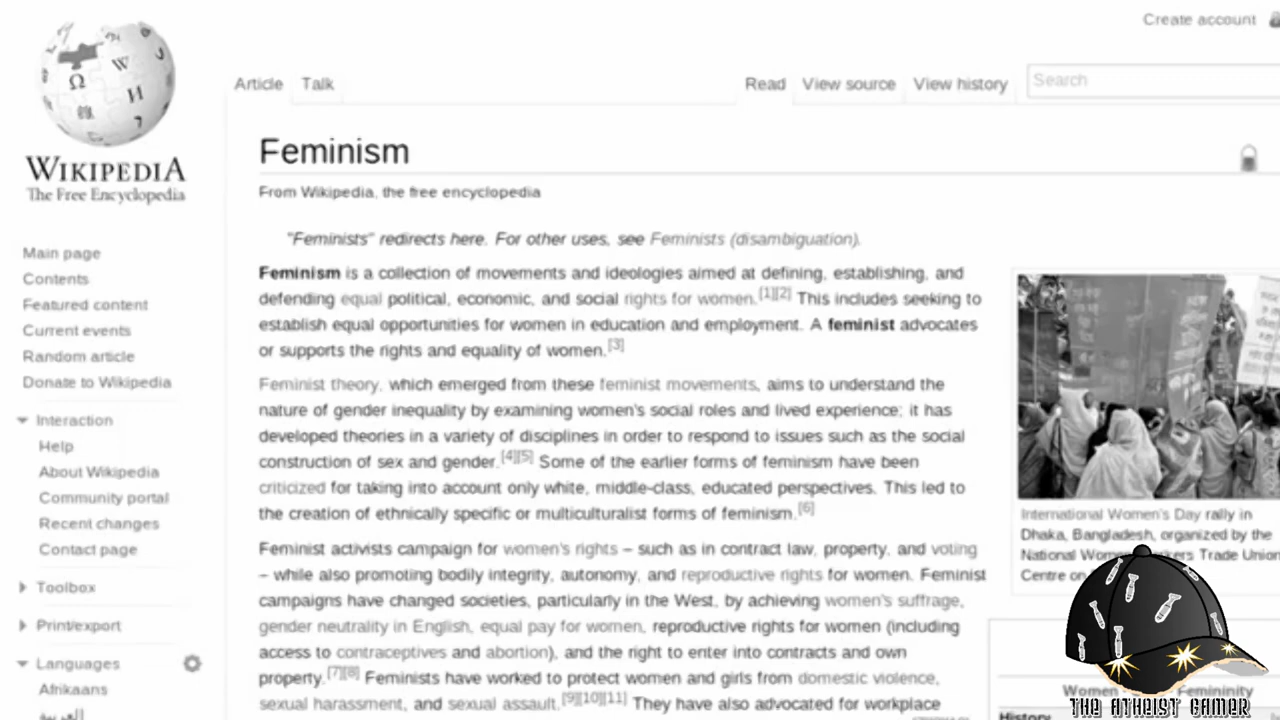 Create account
WIKIPEDIA
The Free Encyclopedia
Article Talk
Read View source View history
Search
Feminism
From Wikipedia, the free encyclopedia
"Feminists" redirects here. For other uses, see Feminists (disambiguation).
Feminism is a collection of movements and ideologies aimed at defining, establishing, and
defending equal political, economic, and social rights for women.[1][2] This includes seeking to
establish equal opportunities for women in education and employment. A feminist advocates
or supports the rights and equality of women.[3]
Feminist theory, which emerged from these feminist movements, aims to understand the
nature of gender inequality by examining women's social roles and lived experience; it has
developed theories in a variety of disciplines in order to respond to issues such as the social
construction of sex and gender.[4][5] Some of the earlier forms of feminism have been
criticized for taking into account only white, middle-class, educated perspectives. This led to
the creation of ethnically specific or multiculturalist forms of feminism.[6]
Feminist activists campaign for women's rights – such as in contract law, property, and voting
– while also promoting bodily integrity, autonomy, and reproductive rights for women. Feminist
campaigns have changed societies, particularly in the West, by achieving women's suffrage,
gender neutrality in English, equal pay for women, reproductive rights for women (including
access to contraceptives and abortion), and the right to enter into contracts and own
property.[7][8] Feminists have worked to protect women and girls from domestic violence,
sexual harassment, and sexual assault.[9][10][11] They have also advocated for workplace
Main page
Contents
Featured content
Current events
Random article
Donate to Wikipedia
Interaction
Help
About Wikipedia
Community portal
Recent changes
Contact page
Toolbox
Print/export
Languages
Afrikaans
International Women's Day rally in
Dhaka, Bangladesh, organized by the
National Wom kers Trade Union
Centre on
Women Femininity
History
THE ATHEIST GAMER